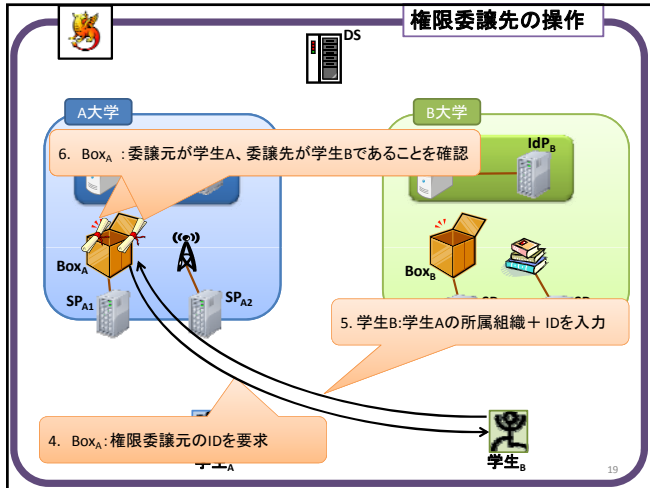 権限委譲先の操作
DS
A大学
B大学
6. BoxA :委譲元が学生A、委譲先が学生Bであることを確認
IdPB
BoxA
BoxB
SPA1
SPA2
5. 学生B:学生Aの所属組織+ IDを入力
4. BoxA:権限委譲元のIDを要求
学生A
学生B
19